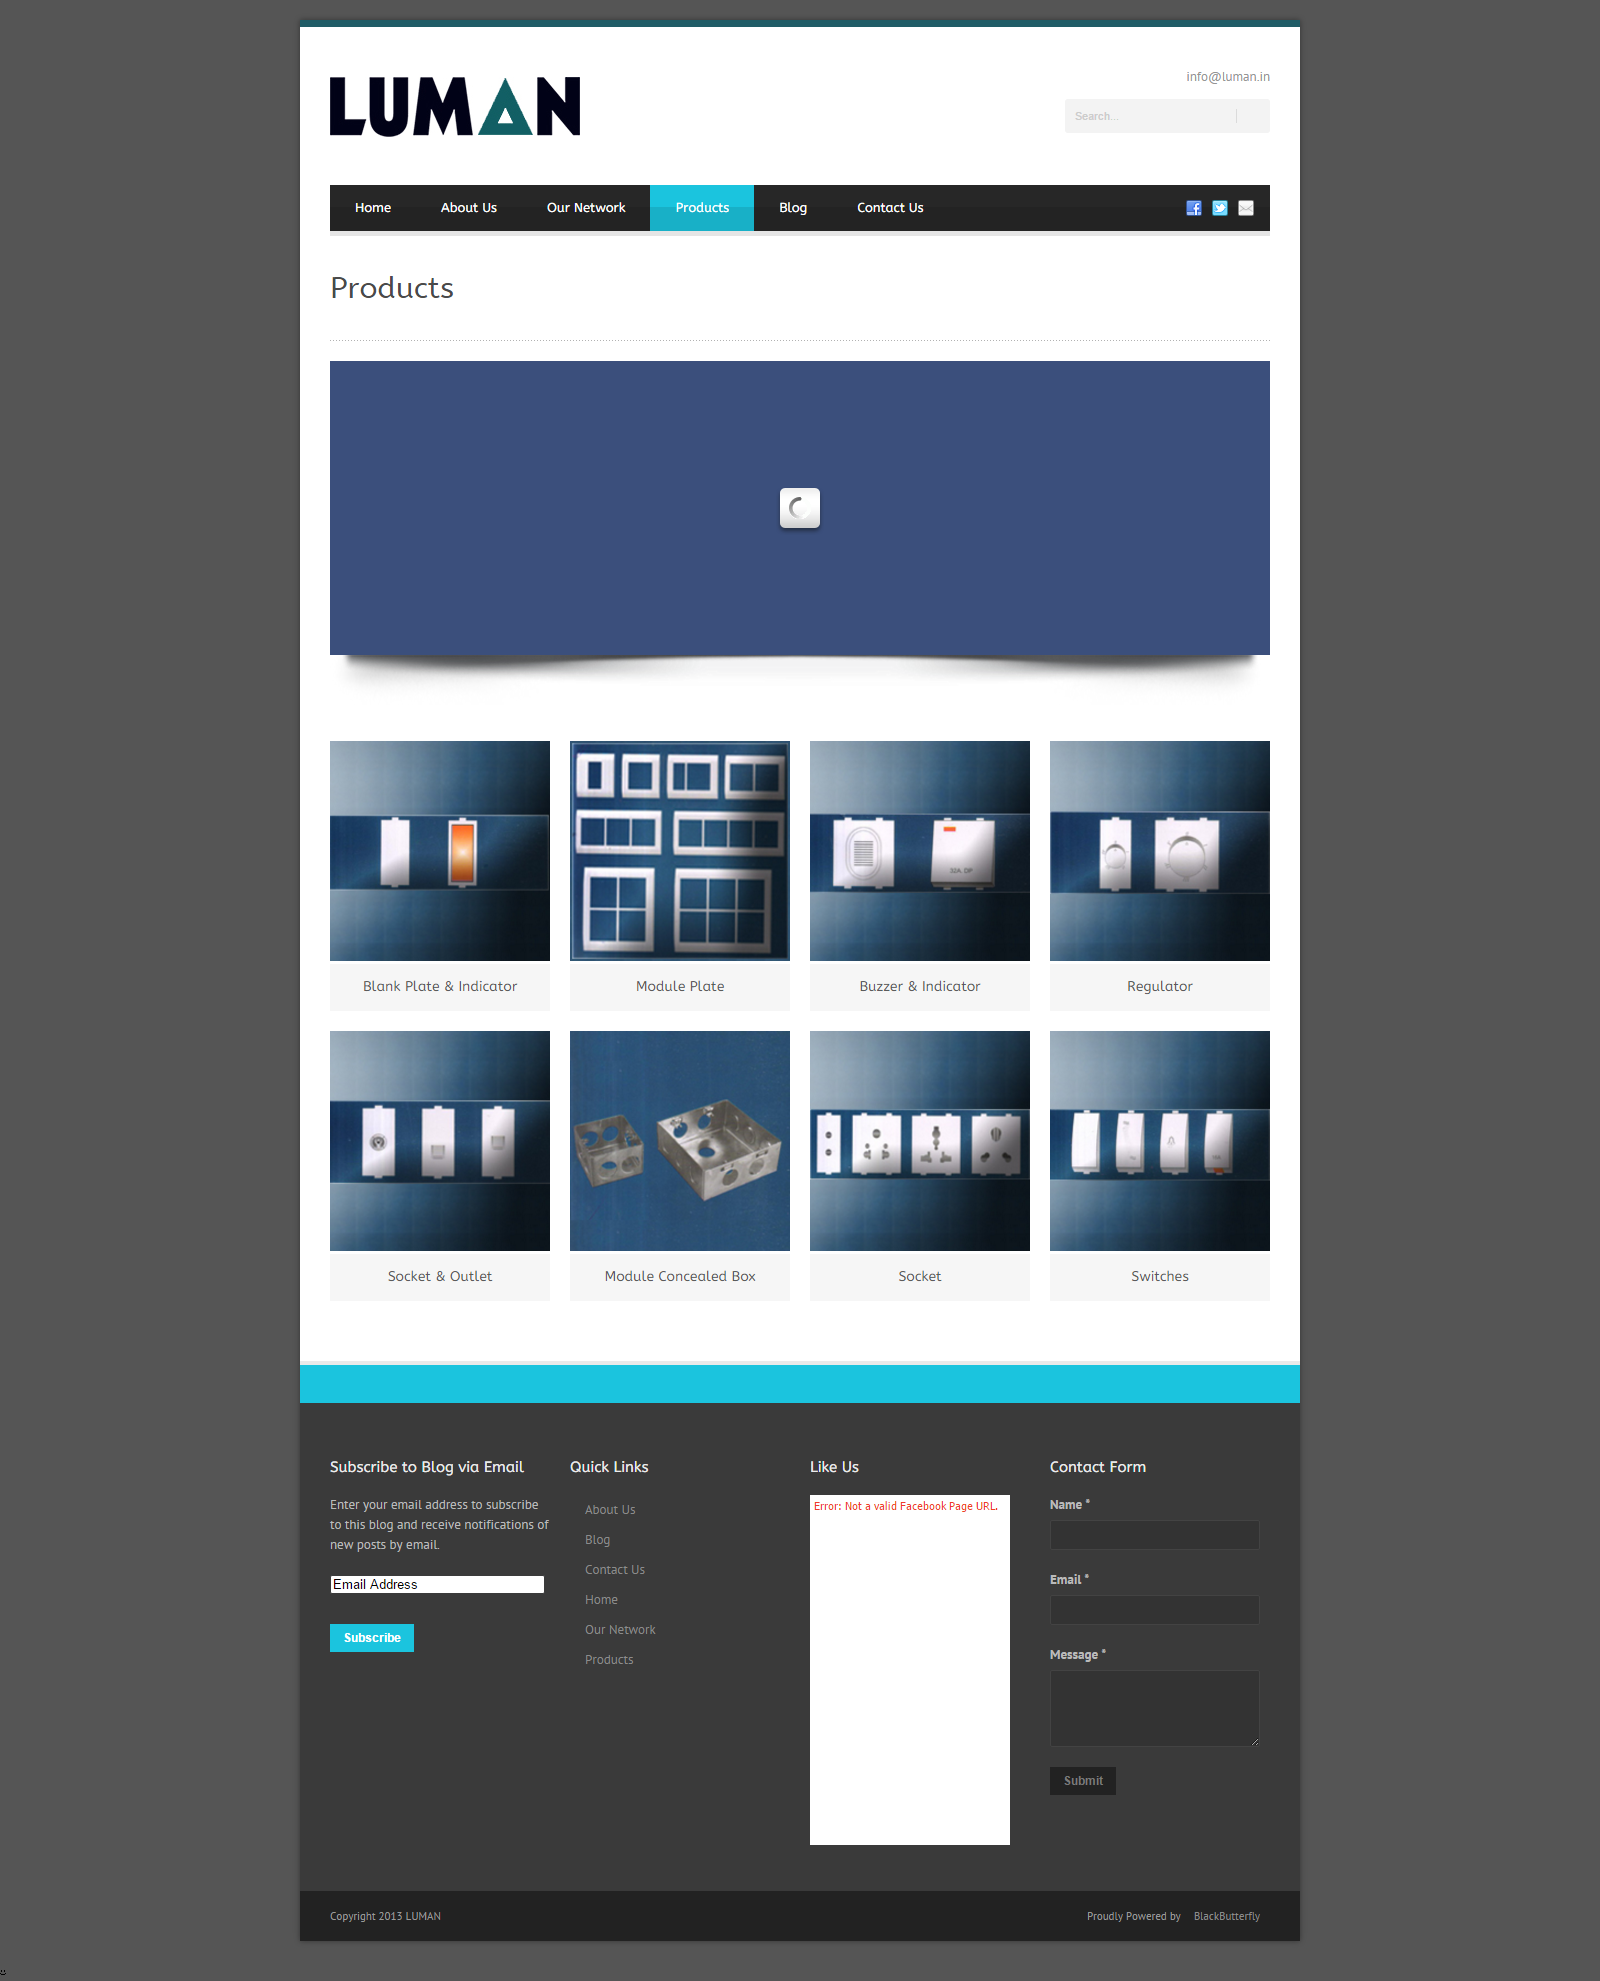 LUMAN
info@luman.in
Search...
Home
About Us
Our Network
Products
Blog
Contact Us
Products
32A. DP
Blank Plate & Indicator
Module Plate
Buzzer & Indicator
Regulator
Socket & Outlet
Module Concealed Box
Socket
Switches
Subscribe to Blog via Email
Enter your email address to subscribe
to this blog and receive notifications of
new posts by email.
Email Address
Subscribe
Quick Links
About Us
Blog
Contact Us
Home
Our Network
Products
Like Us
Error: Not a valid Facebook Page URL.
Contact Form
Name *
Email *
Message *
Submit
Copyright 2013 LUMAN
Proudly Powered by BlackButterfly